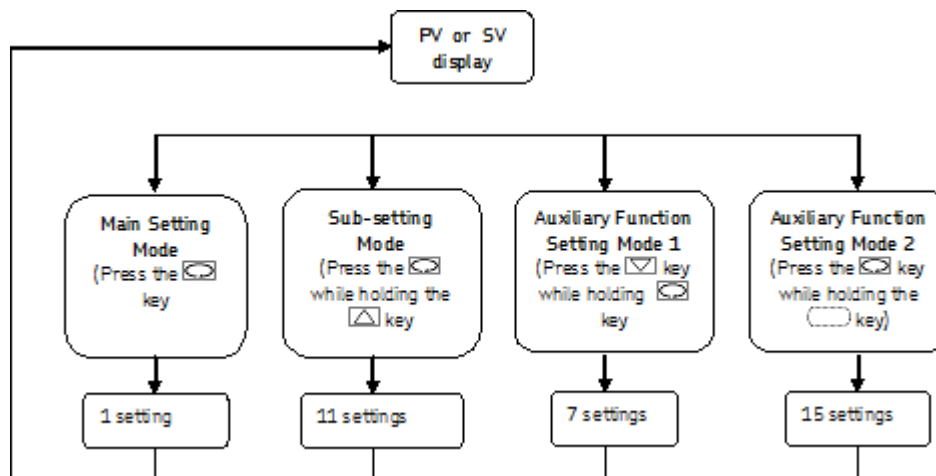 PV or SV
display
Main Setting
Mode
(Press the
key
Sub-setting
Mode
(Press the
while holding the
key
Auxiliary Function
Setting Mode 1
(Press the key
while holding
key
Auxiliary Function
Setting Mode 2
(Press the key
while holding the
key)
1 setting
11 settings
7 settings
15 settings